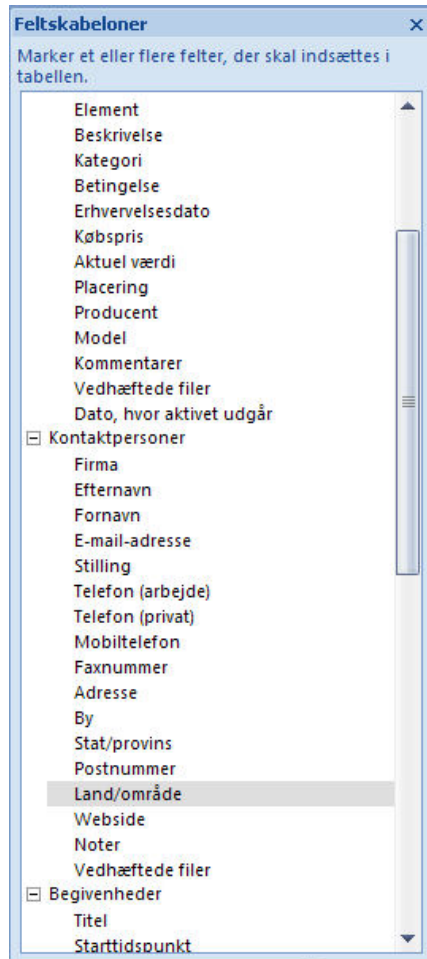 Feltskabeloner
Marker et eller flere felter, der skal indsættes i
tabellen.
Element
Beskrivelse
Kategori
Betingelse
Erhvervelsesdato
Købspris
Aktuel værdi
Placering
Producent
Model
Kommentarer
Vedhæftede filer
Dato, hvor aktivet udgår
Kontaktpersoner
Firma
Efternavn
Fornavn
E-mail-adresse
Stilling
Telefon (arbejde)
Telefon (privat)
Mobiltelefon
Faxnummer
Adresse
By
Stat/provins
Postnummer
Land/område
Webside
Noter
Vedhæftede filer
Begivenheder
Titel
Starttidspunkt